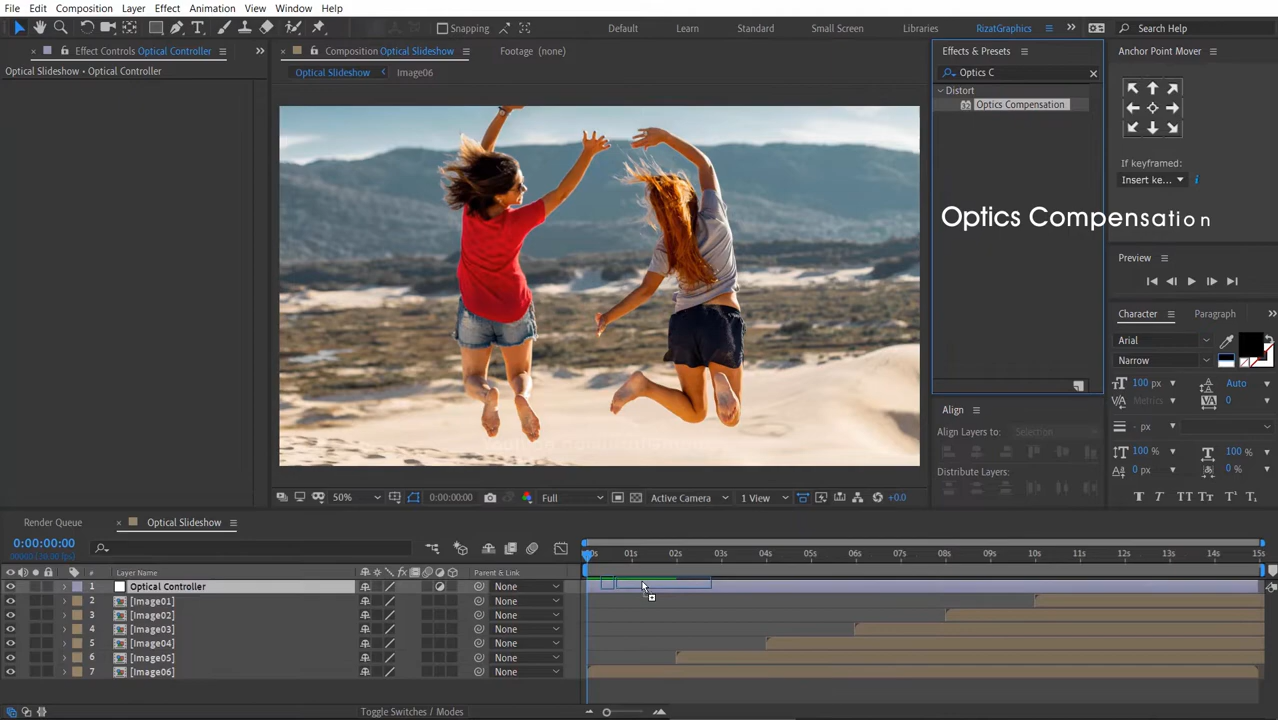 File Edit Composition Layer Effect Animation View Window Help
Snapping Default Learn Standard Small Screen Libraries RizatGraphics Search Help
Effect Controls Optical Controller
Optical Slideshow • Optical Controller
Composition Optical Slideshow Footage (none)
Optical Slideshow Image06
50% 0:00:00:00 Full Active Camera 1 View +0.0
Effects & Presets
Optics C
Distort
Optics Compensation
Optics Compensation
Align
Align Layers to: Selection
Distribute Layers:
Anchor Point Mover
If keyframed:
Insert ke...
Preview
Character Paragraph
Arial
Narrow
100 px Auto
Metrics 0
- px
100 % 100 %
0 px 0 %
Render Queue Optical Slideshow
0:00:00:00
# Layer Name Parent & Link
1 Optical Controller None
2 [Image01] None
3 [Image02] None
4 [Image03] None
5 [Image04] None
6 [Image05] None
7 [Image06] None
01s 02s 03s 04s 05s 06s 07s 08s 09s 10s 11s 12s 13s 14s 15s
Toggle Switches / Modes